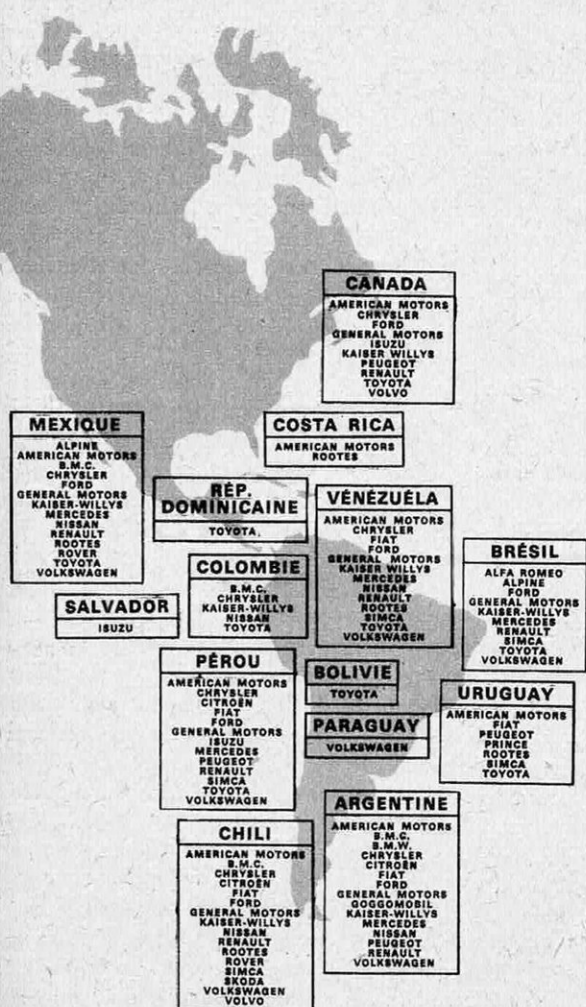 CANADA
AMERICAN MOTORS
CHRYSLER
FORD
GENERAL MOTORS
ISUZU
KAISER WILLYS
PEUGEOT
RENAULT
TOYOTA
VOLVO
MEXIQUE
ALPINE
AMERICAN MOTORS
B.M.C.
CHRYSLER
FORD
GENERAL MOTORS
KAISER-WILLYS
MERCEDES
NISSAN
RENAULT
ROOTES
ROVER
TOYOTA
VOLKSWAGEN
COSTA RICA
AMERICAN MOTORS
ROOTES
RÉP.
DOMINICAINE
TOYOTA
VÉNÉZUÉLA
AMERICAN MOTORS
CHRYSLER
FIAT
FORD
GENERAL MOTORS
KAISER WILLYS
MERCEDES
NISSAN
RENAULT
ROOTES
SIMCA
TOYOTA
VOLKSWAGEN
BRÉSIL
ALFA ROMEO
ALPINE
FORD
GENERAL MOTORS
KAISER-WILLYS
MERCEDES
RENAULT
SIMCA
TOYOTA
VOLKSWAGEN
COLOMBIE
B.M.C.
CHRYSLER
KAISER-WILLYS
NISSAN
TOYOTA
SALVADOR
ISUZU
PÉROU
AMERICAN MOTORS
CHRYSLER
CITROËN
FIAT
FORD
GENERAL MOTORS
ISUZU
MERCEDES
PEUGEOT
RENAULT
SIMCA
TOYOTA
VOLKSWAGEN
BOLIVIE
TOYOTA
PARAGUAY
VOLKSWAGEN
URUGUAY
AMERICAN MOTORS
FIAT
PEUGEOT
PRINCE
ROOTES
SIMCA
TOYOTA
CHILI
AMERICAN MOTORS
B.M.C.
CHRYSLER
CITROËN
FIAT
FORD
GENERAL MOTORS
KAISER-WILLYS
NISSAN
RENAULT
ROOTES
ROVER
SIMCA
SKODA
VOLKSWAGEN
VOLVO
ARGENTINE
AMERICAN MOTORS
B.M.C.
B.M.W.
CHRYSLER
CITROËN
FIAT
FORD
GENERAL MOTORS
GOGGOMOBIL
KAISER-WILLYS
MERCEDES
NISSAN
PEUGEOT
RENAULT
VOLKSWAGEN